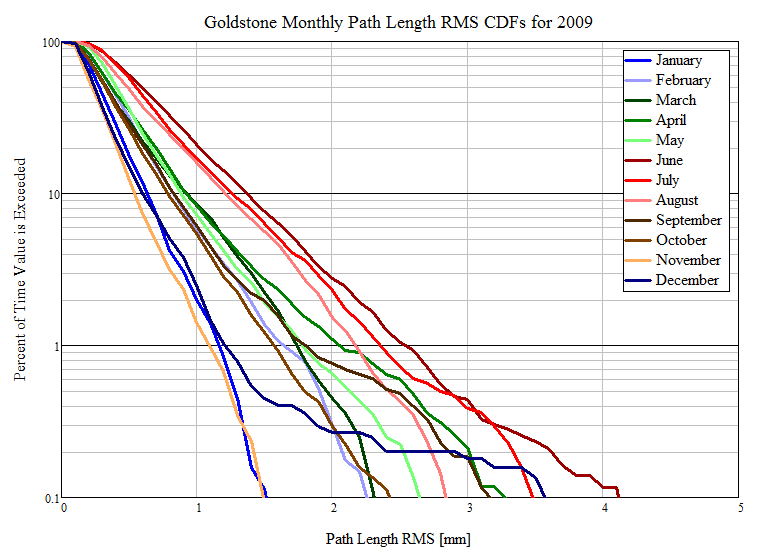 Goldstone Monthly Path Length RMS CDFs for 2009
Percent of Time Value is Exceeded
100
10
1
0.1
January
February
March
April
May
June
July
August
September
October
November
December
0 1 2 3 4 5
Path Length RMS [mm]